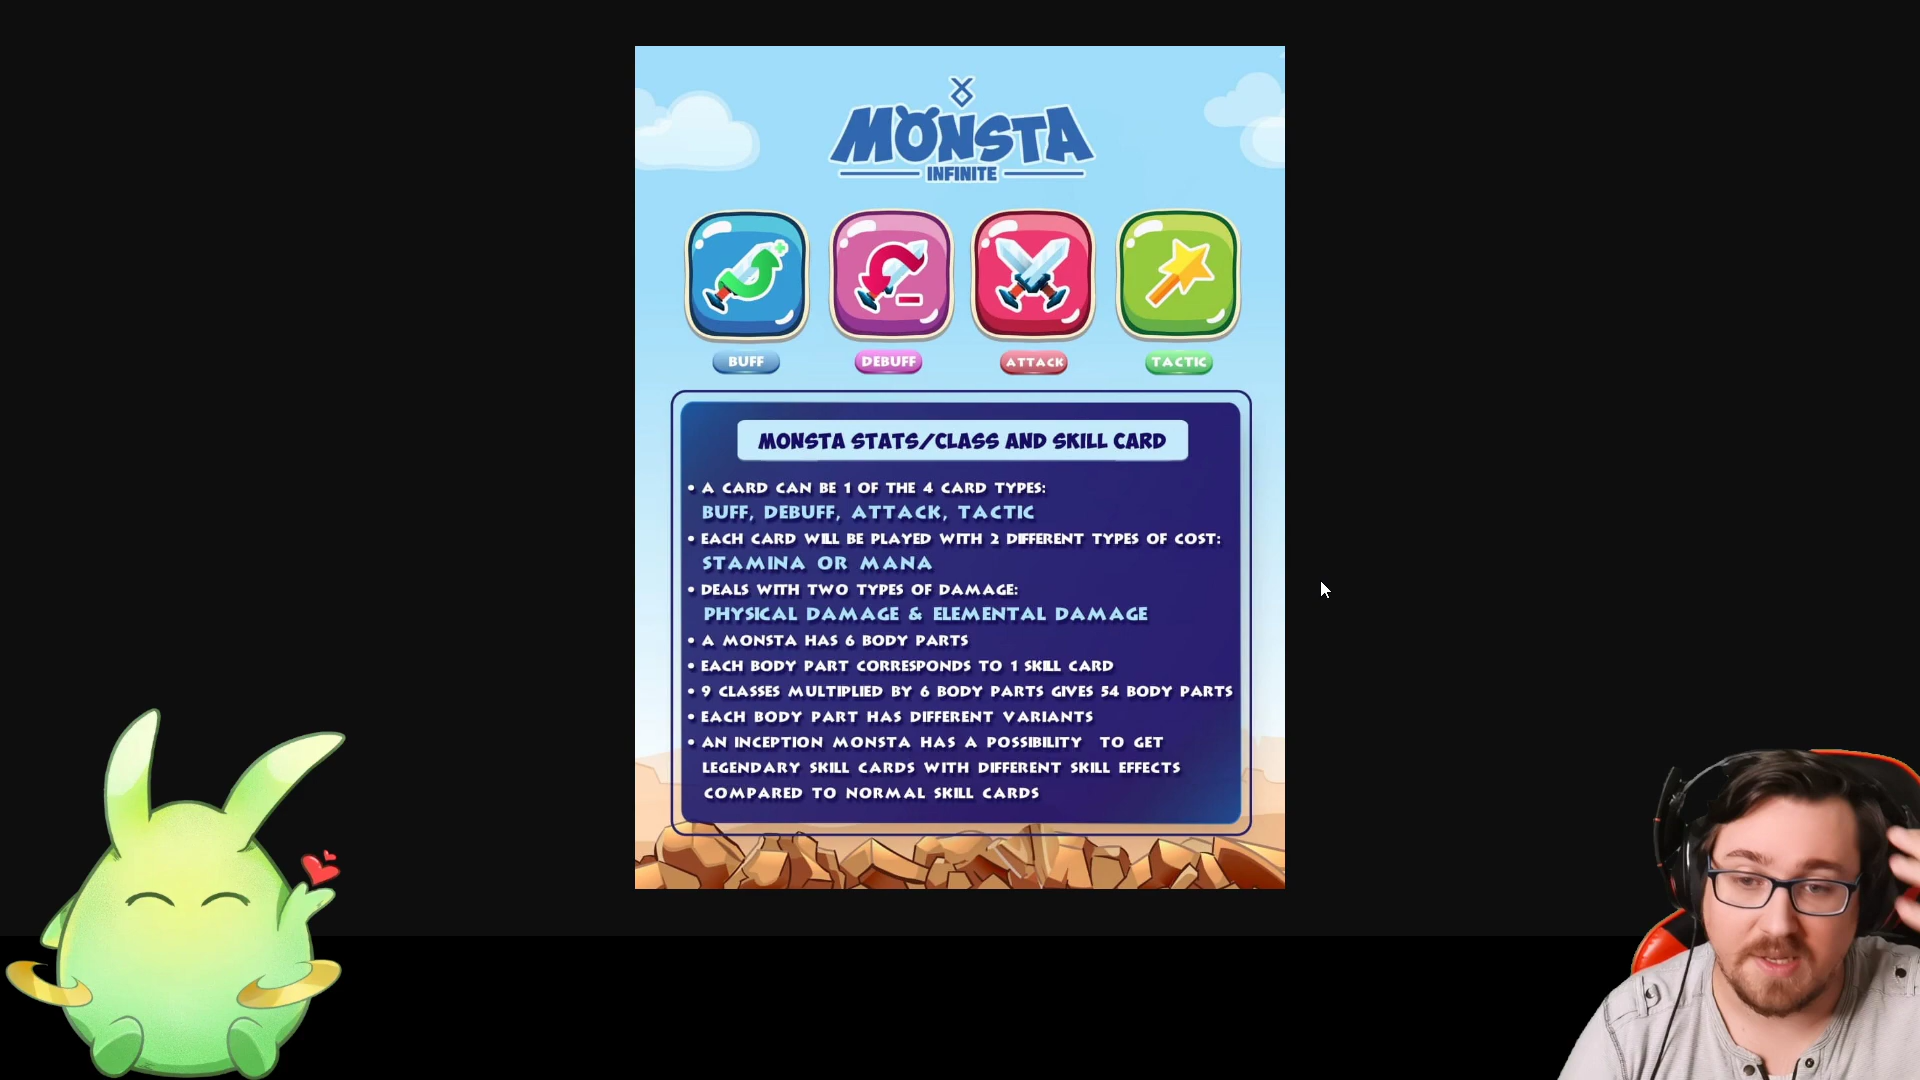 MONSTA
INFINITE
BUFF
DEBUFF
ATTACK
TACTIC
MONSTA STATS/CLASS AND SKILL CARD
• A CARD CAN BE 1 OF THE 4 CARD TYPES:
BUFF, DEBUFF, ATTACK, TACTIC
• EACH CARD WILL BE PLAYED WITH 2 DIFFERENT TYPES OF COST:
STAMINA OR MANA
• DEALS WITH TWO TYPES OF DAMAGE:
PHYSICAL DAMAGE & ELEMENTAL DAMAGE
• A MONSTA HAS 6 BODY PARTS
• EACH BODY PART CORRESPONDS TO 1 SKILL CARD
• 9 CLASSES MULTIPLIED BY 6 BODY PARTS GIVES 54 BODY PARTS
• EACH BODY PART HAS DIFFERENT VARIANTS
• AN INCEPTION MONSTA HAS A POSSIBILITY TO GET
LEGENDARY SKILL CARDS WITH DIFFERENT SKILL EFFECTS
COMPARED TO NORMAL SKILL CARDS